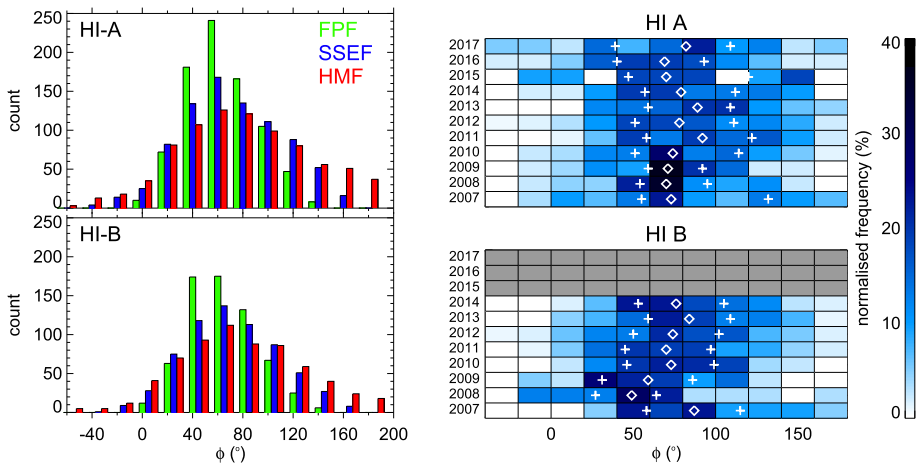 HI-A
FPF
SSEF
HMF
250
200
150
100
50
0
count
HI-B
250
200
150
100
50
0
count
-40 0 40 80 120 160 200
ϕ (°)
HI A
2017
2016
2015
2014
2013
2012
2011
2010
2009
2008
2007
HI B
2017
2016
2015
2014
2013
2012
2011
2010
2009
2008
2007
0 50 100 150
ϕ (°)
40
30
20
10
0
normalised frequency (%)